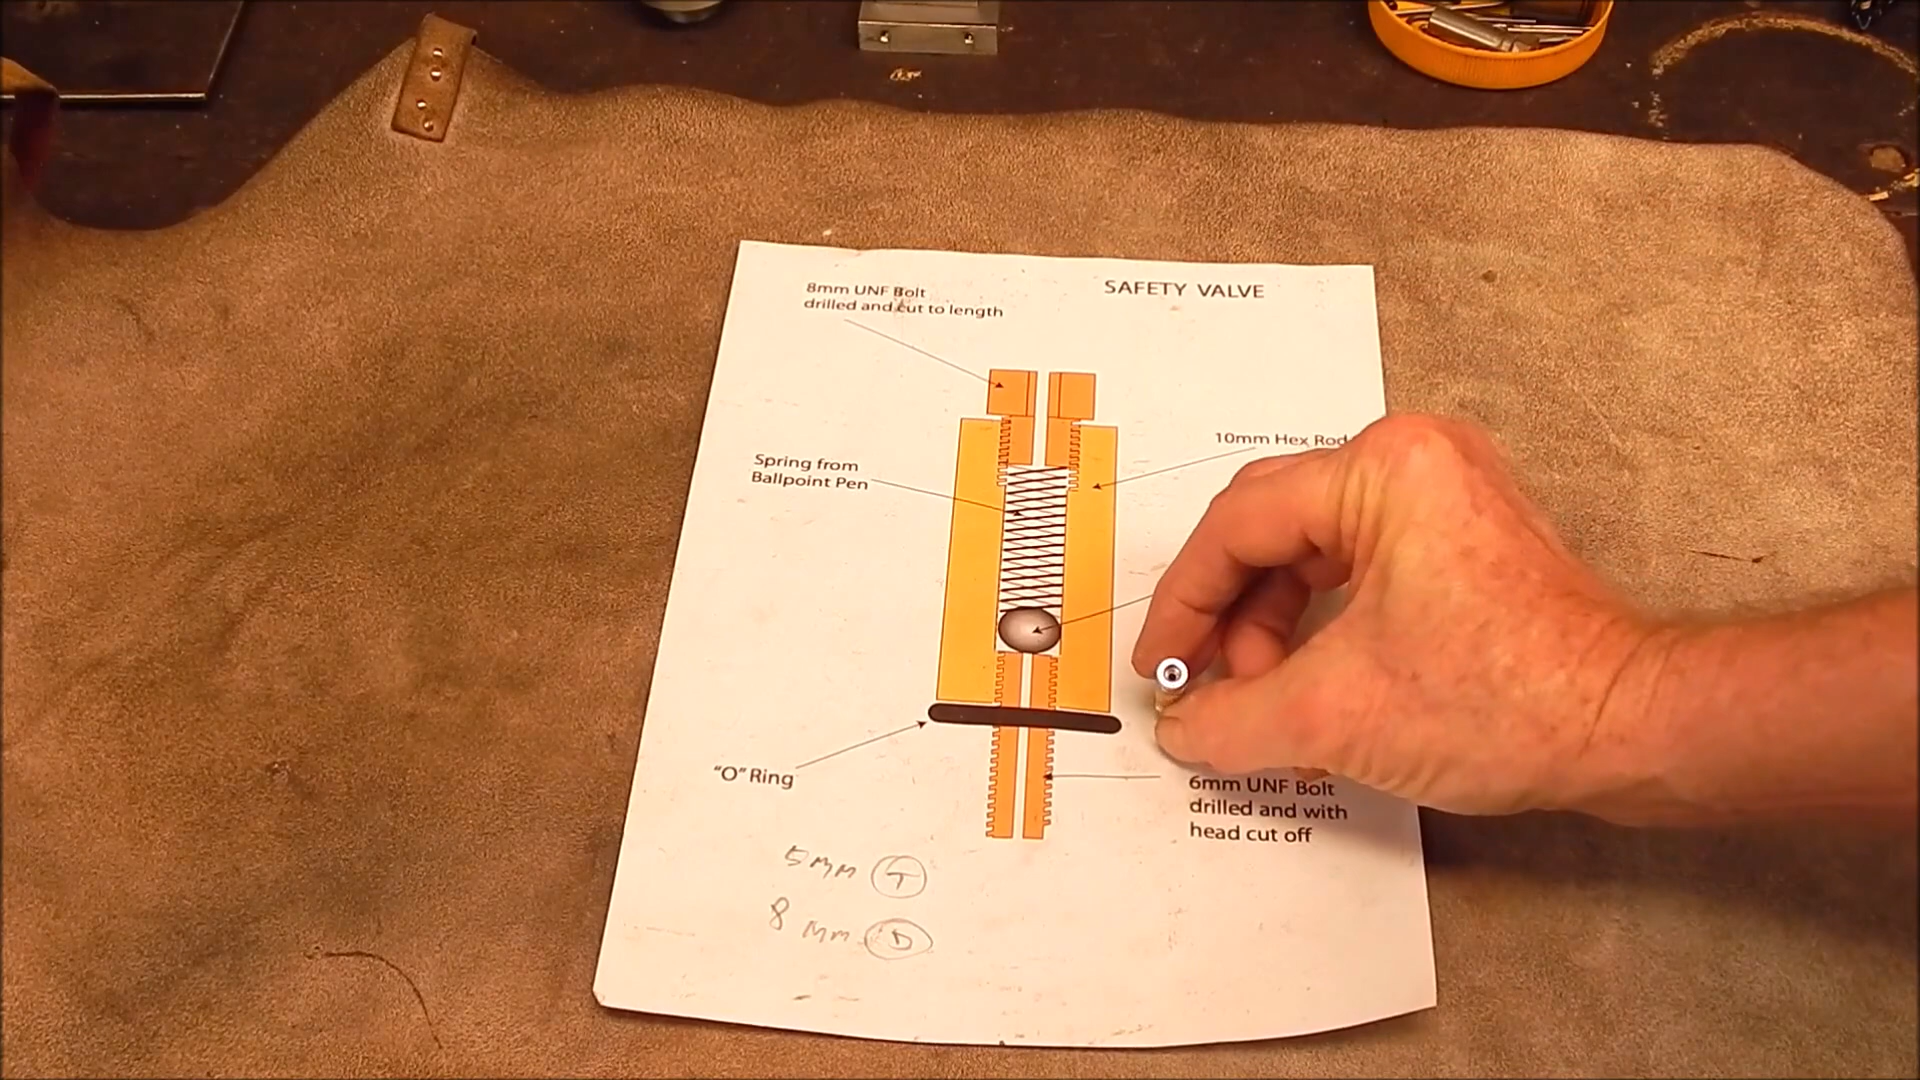 SAFETY VALVE
8mm UNF Bolt
drilled and cut to length
10mm Hex Rod
Spring from
Ballpoint Pen
"O" Ring
6mm UNF Bolt
drilled and with
head cut off
5mm T
8 mm D